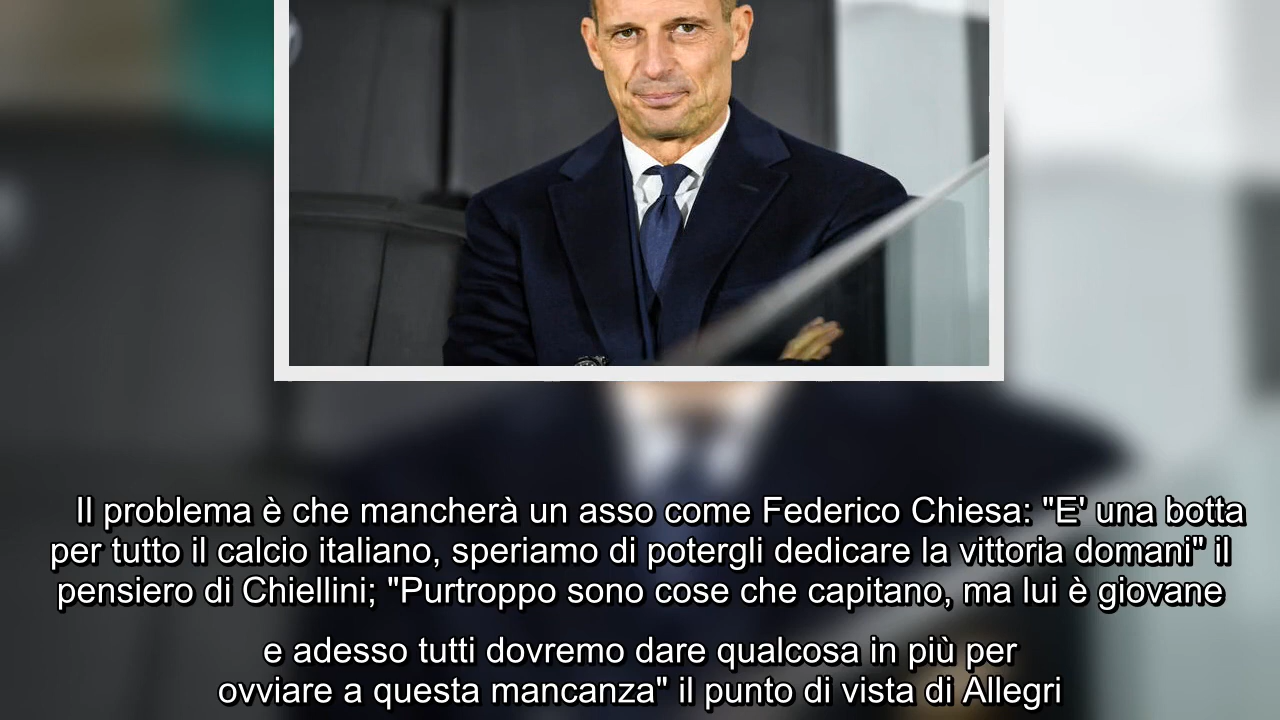 Il problema è che mancherà un asso come Federico Chiesa: "E' una botta
per tutto il calcio italiano, speriamo di potergli dedicare la vittoria domani" il
pensiero di Chiellini; "Purtroppo sono cose che capitano, ma lui è giovane
e adesso tutti dovremo dare qualcosa in più per
ovviare a questa mancanza" il punto di vista di Allegri